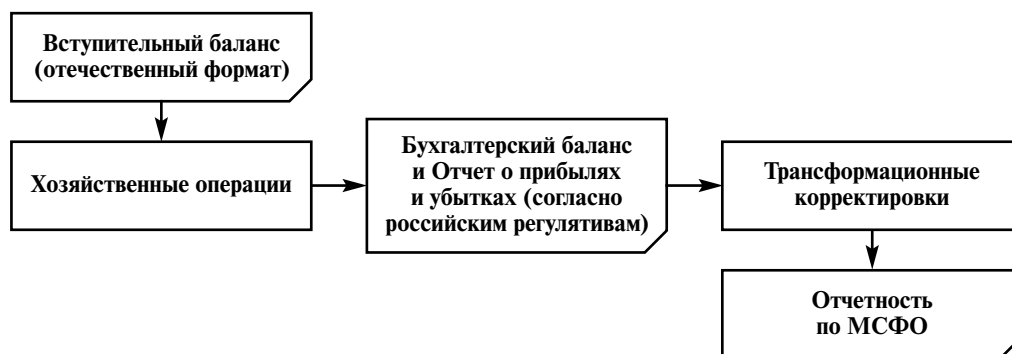 Вступительный баланс
(отечественный формат)
Хозяйственные операции
Бухгалтерский баланс
и Отчет о прибылях
и убытках (согласно
российским регулятивам)
Трансформационные
корректировки
Отчетность
по МСФО